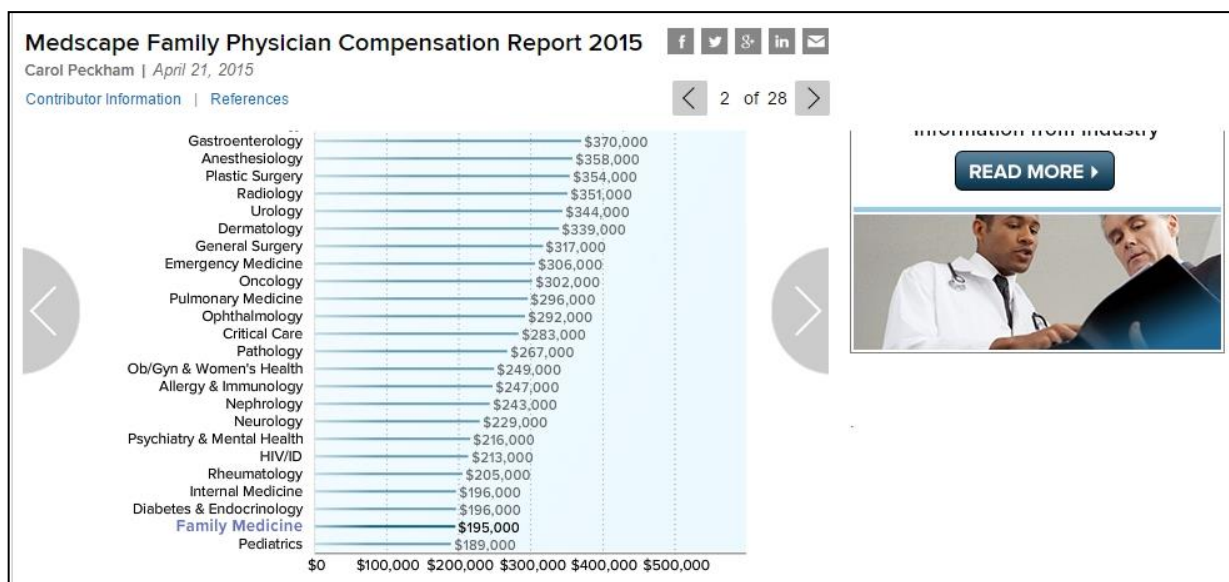 Medscape Family Physician Compensation Report 2015
Carol Peckham | April 21, 2015
Contributor Information | References
2 of 28
Gastroenterology $370,000
Anesthesiology $358,000
Plastic Surgery $354,000
Radiology $351,000
Urology $344,000
Dermatology $339,000
General Surgery $317,000
Emergency Medicine $306,000
Oncology $302,000
Pulmonary Medicine $296,000
Ophthalmology $292,000
Critical Care $283,000
Pathology $267,000
Ob/Gyn & Women's Health $249,000
Allergy & Immunology $247,000
Nephrology $243,000
Neurology $229,000
Psychiatry & Mental Health $216,000
HIV/ID $213,000
Rheumatology $205,000
Internal Medicine $196,000
Diabetes & Endocrinology $196,000
Family Medicine $195,000
Pediatrics $189,000
$0 $100,000 $200,000 $300,000 $400,000 $500,000
Information from Industry
READ MORE